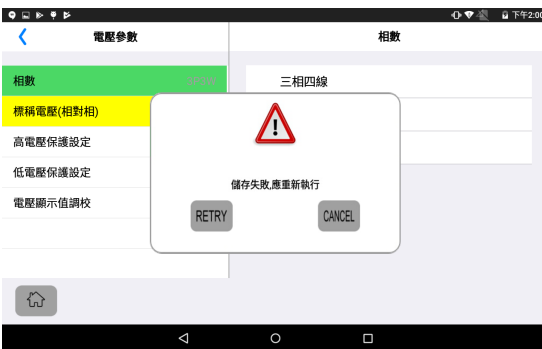 下午2:00
電壓參數
相數
相數
三相四線
標稱電壓(相對相)
高電壓保護設定
低電壓保護設定
電壓顯示值調校
儲存失敗,應重新執行
RETRY
CANCEL